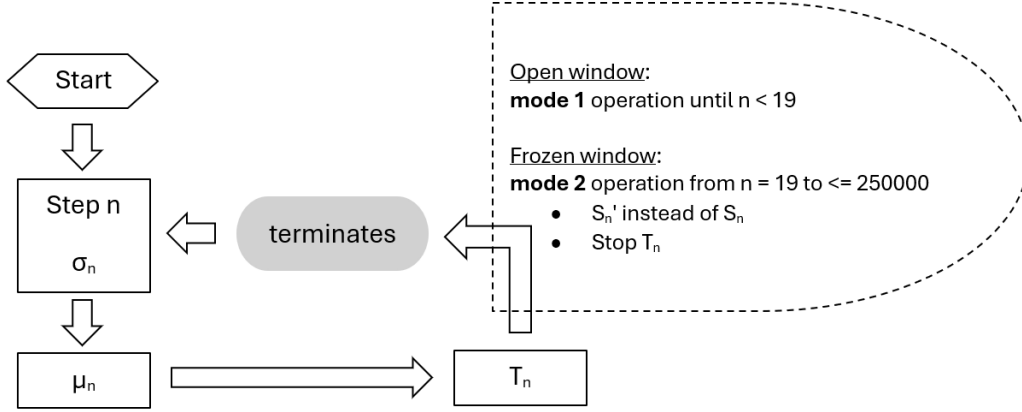 Start
Step n
σₙ
μₙ
terminates
Tₙ
Open window:
mode 1 operation until n < 19
Frozen window:
mode 2 operation from n = 19 to <= 250000
• Sₙ' instead of Sₙ
• Stop Tₙ